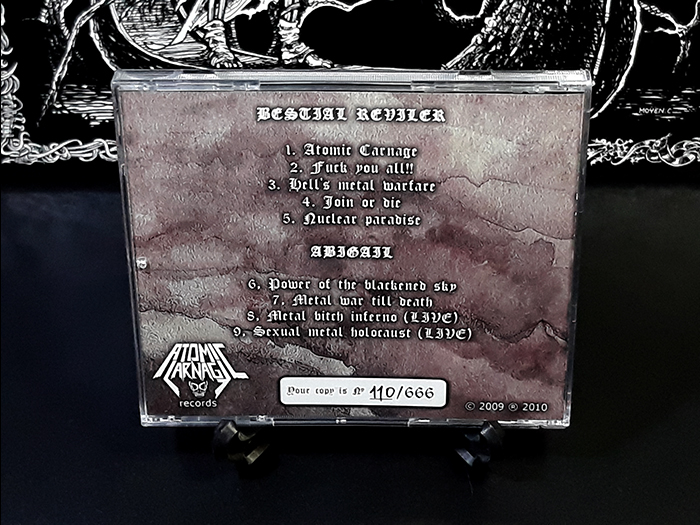 MOYEN C
BESTIAL REVILER
1. Atomic Carnage
2. Fuck you all!!
3. Hell's metal warfare
4. Join or die
5. Nuclear paradise
ABIGAIL
6. Power of the blackened sky
7. Metal war till death
8. Metal bitch inferno (LIVE)
9. Sexual metal holocaust (LIVE)
ATOMIC
CARNAGE
records
Your copy is Nº 110/666
© 2009 ® 2010